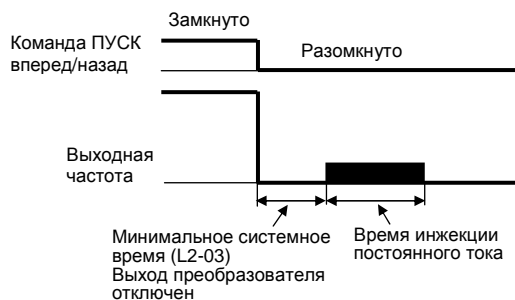 Замкнуто
Команда ПУСК
вперед/назад
Разомкнуто
Выходная
частота
Минимальное системное
время (L2-03)
Выход преобразователя
отключен
Время инжекции
постоянного тока